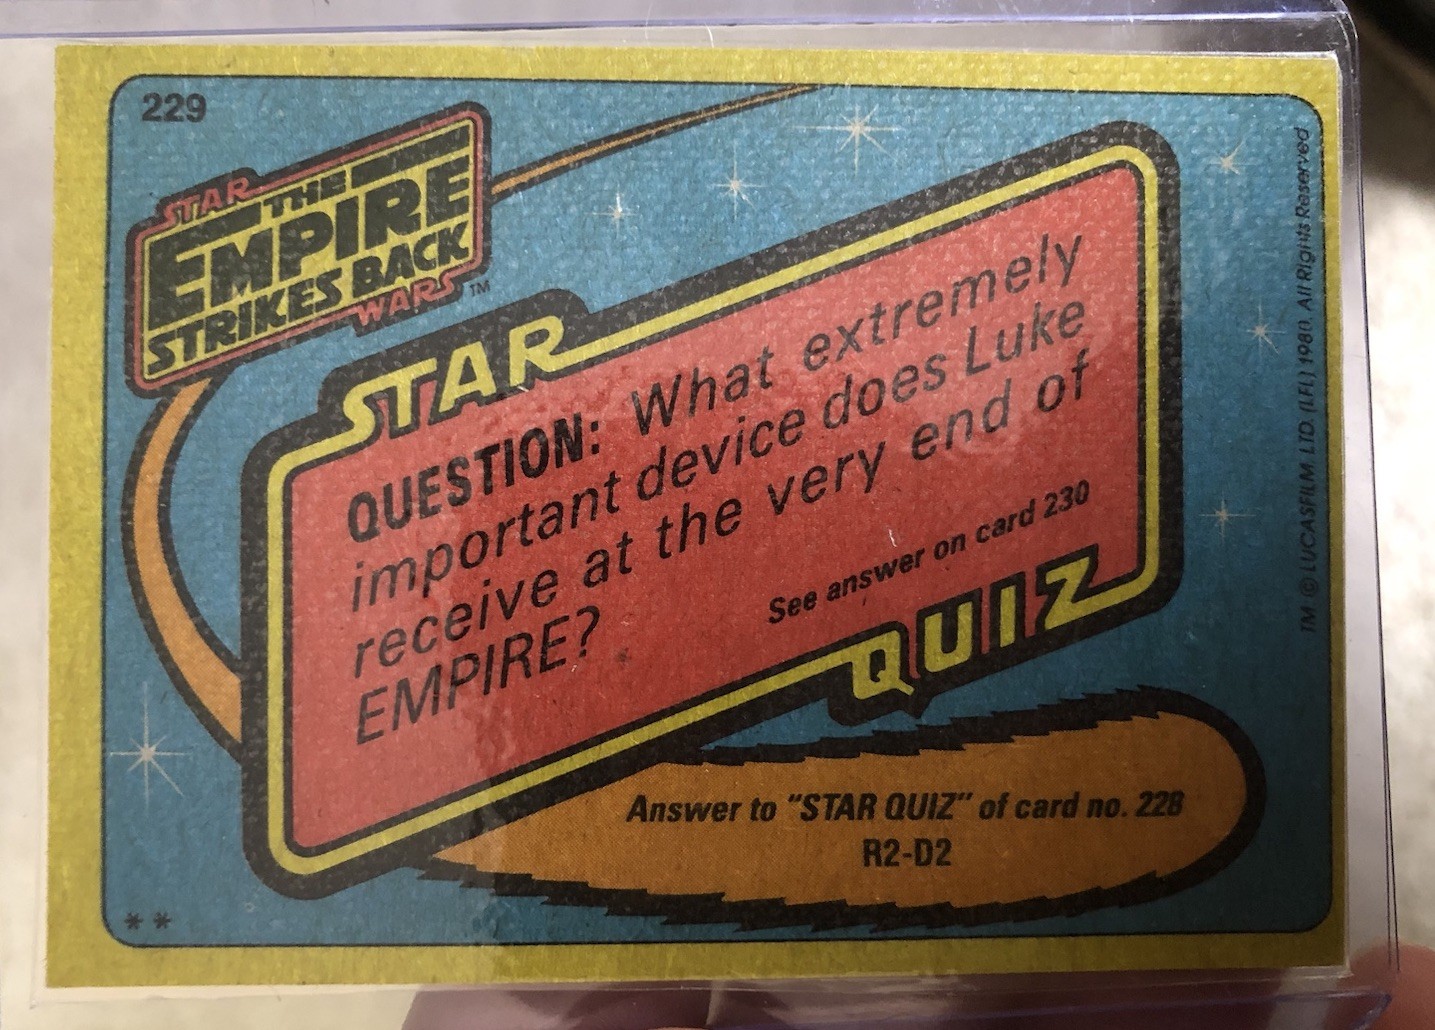 229
STAR
THE
EMPIRE
STRIKES BACK
WARS™
STAR
QUESTION: What extremely
important device does Luke
receive at the very end of
EMPIRE?
See answer on card 230
QUIZ
Answer to "STAR QUIZ" of card no. 228
R2-D2
TM © LUCASFILM LTD. (LFL) 1980. All Rights Reserved
**